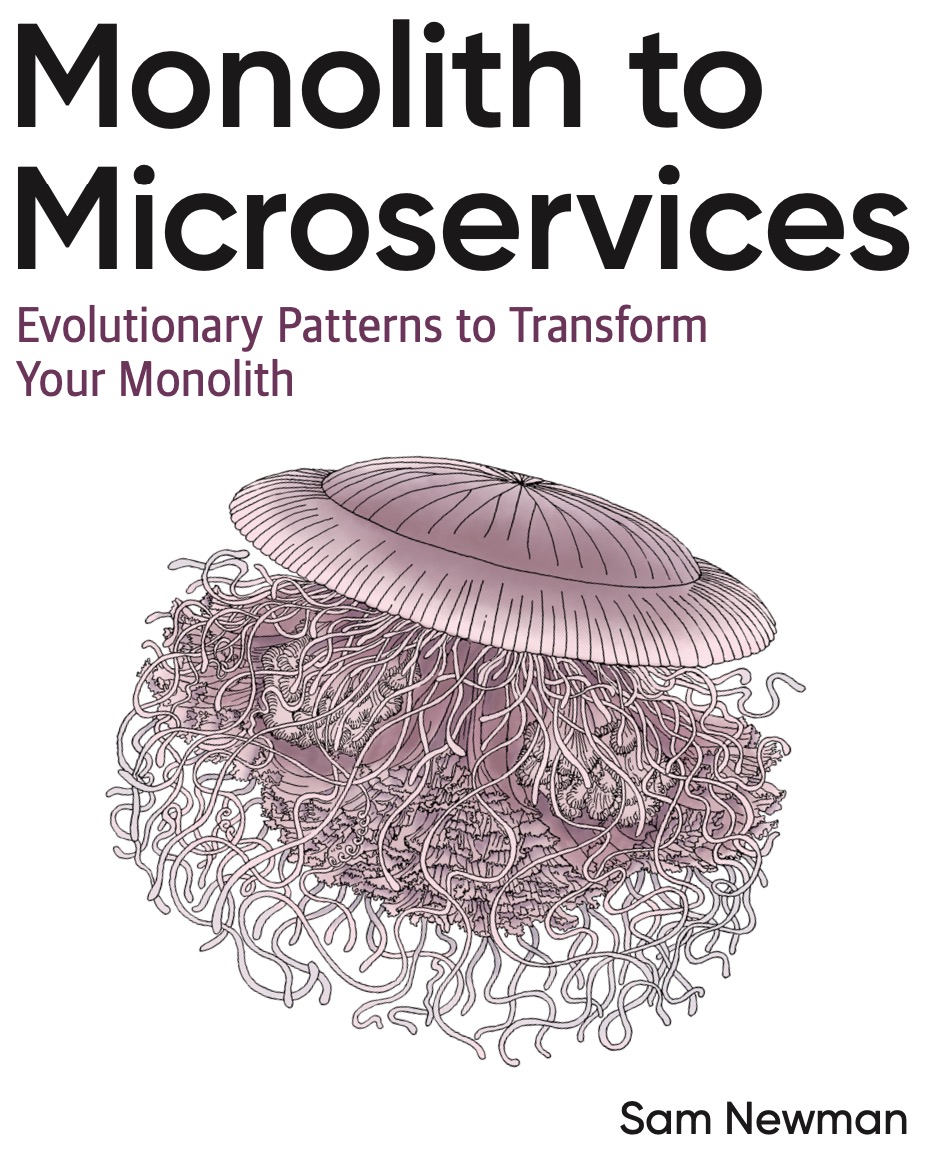 Monolith to
Microservices
Evolutionary Patterns to Transform
Your Monolith
Sam Newman